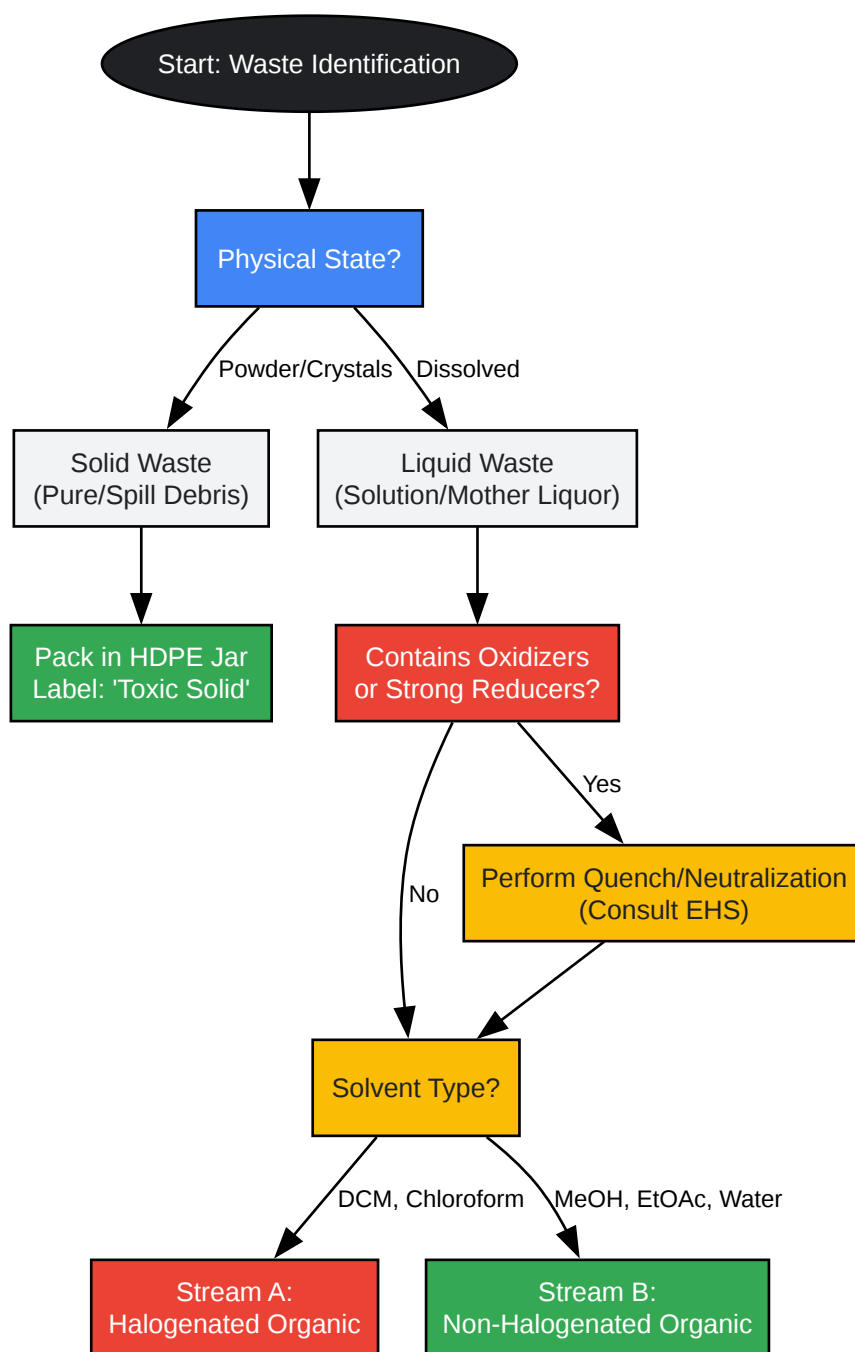 Start: Waste Identification
Physical State?
Powder/Crystals
Dissolved
Solid Waste
(Pure/Spill Debris)
Liquid Waste
(Solution/Mother Liquor)
Pack in HDPE Jar
Label: 'Toxic Solid'
Contains Oxidizers
or Strong Reducers?
Yes
Perform Quench/Neutralization
(Consult EHS)
No
Solvent Type?
DCM, Chloroform
MeOH, EtOAc, Water
Stream A:
Halogenated Organic
Stream B:
Non-Halogenated Organic